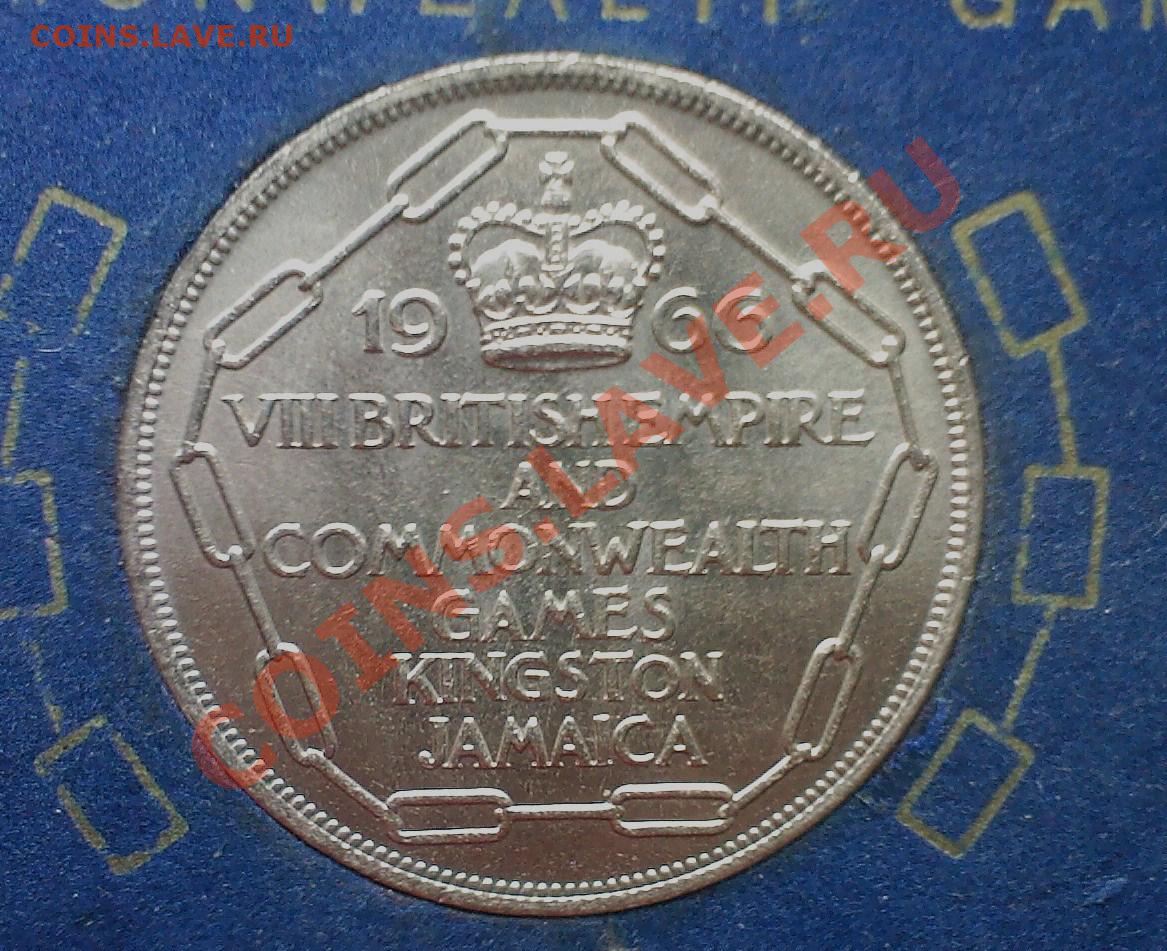 COINS.LAVE.RU
1966
VIII BRITISH EMPIRE
AND
COMMONWEALTH
GAMES
KINGSTON
JAMAICA
COINS.LAVE.RU